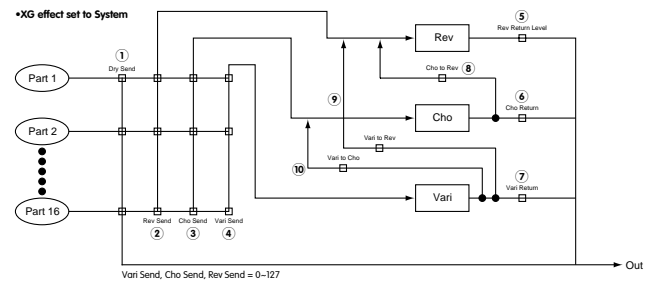 •XG effect set to System
⑤
Rev Return Level
Rev
①
Dry Send
Part 1
Cho to Rev ⑧
⑥
Cho Return
⑨
Cho
Part 2
Vari to Rev
Vari to Cho
⑩
⑦
Vari Return
Vari
Part 16
Rev Send Cho Send Vari Send
② ③ ④
Out
Vari Send, Cho Send, Rev Send = 0~127